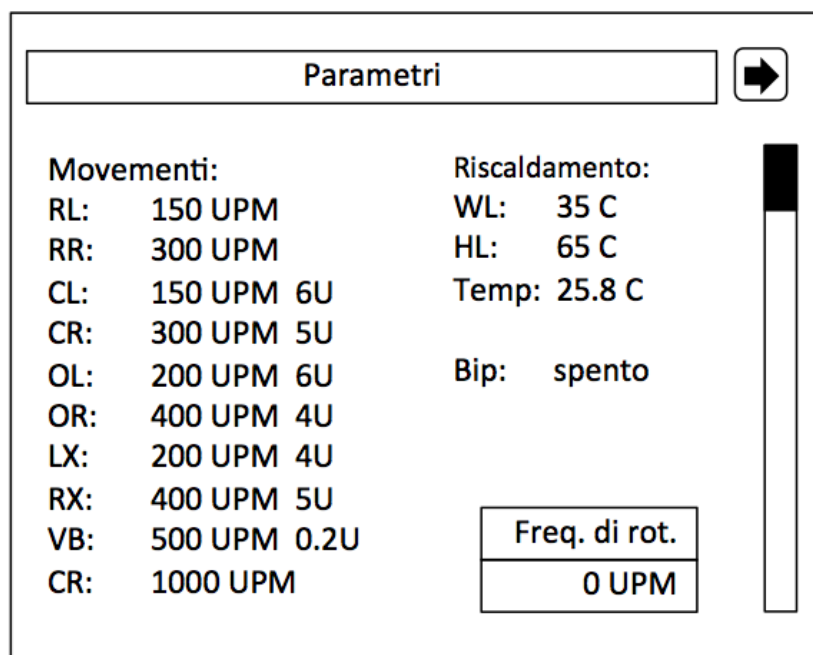 Parametri
Movementi:
RL: 150 UPM
RR: 300 UPM
CL: 150 UPM 6U
CR: 300 UPM 5U
OL: 200 UPM 6U
OR: 400 UPM 4U
LX: 200 UPM 4U
RX: 400 UPM 5U
VB: 500 UPM 0.2U
CR: 1000 UPM
Riscaldamento:
WL: 35 C
HL: 65 C
Temp: 25.8 C
Bip: spento
Freq. di rot.
0 UPM